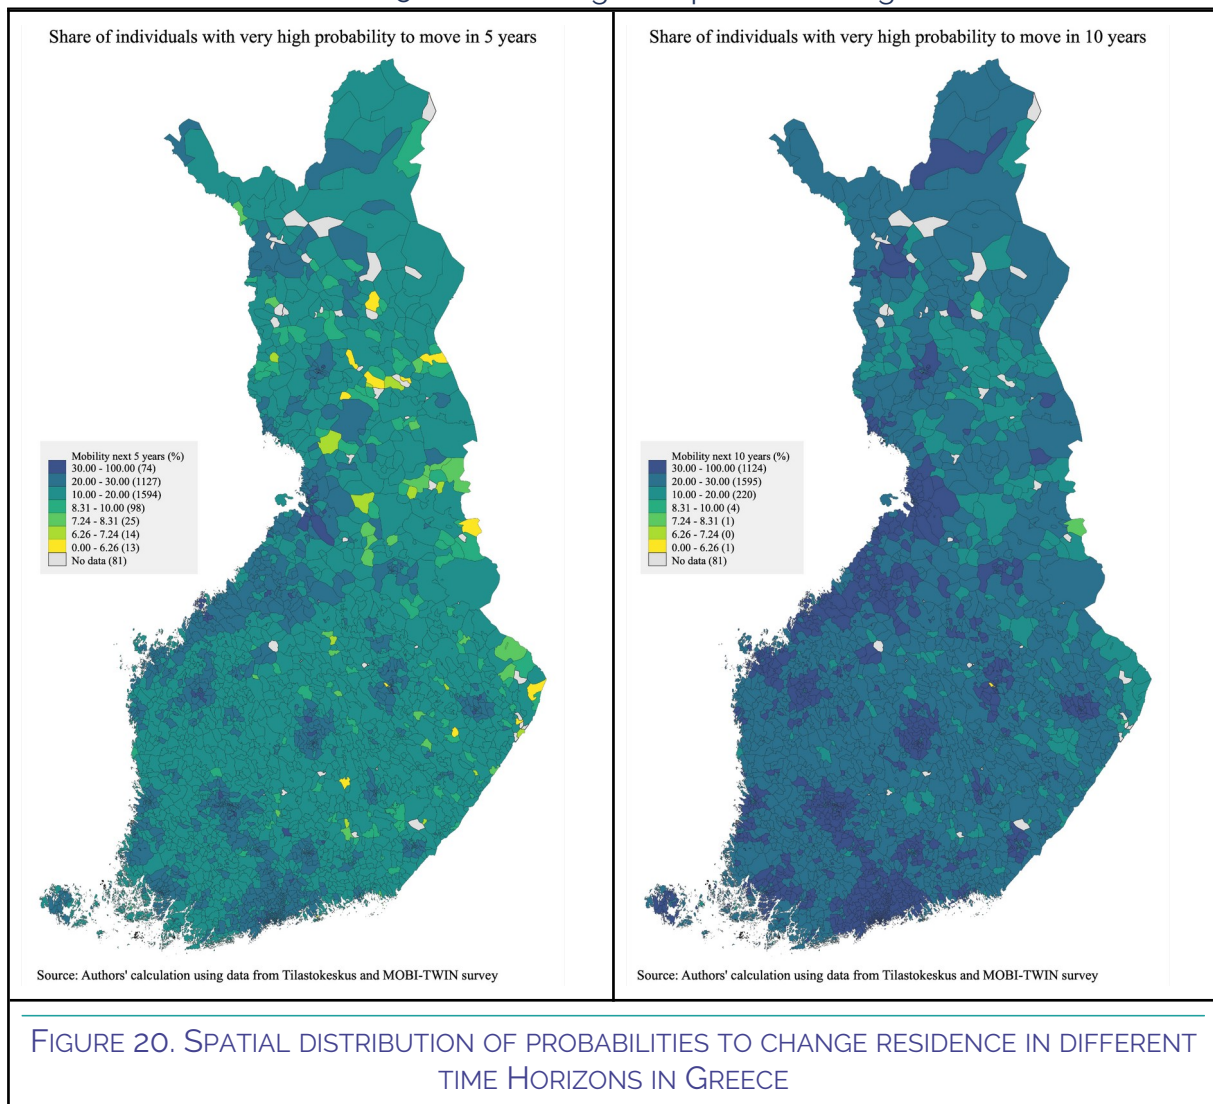 Share of individuals with very high probability to move in 5 years
Mobility next 5 years (%)
30.00 - 100.00 (74)
20.00 - 30.00 (1127)
10.00 - 20.00 (1594)
8.31 - 10.00 (98)
7.24 - 8.31 (25)
6.26 - 7.24 (14)
0.00 - 6.26 (13)
No data (81)
Source: Authors' calculation using data from Tilastokeskus and MOBI-TWIN survey
Share of individuals with very high probability to move in 10 years
Mobility next 10 years (%)
30.00 - 100.00 (1124)
20.00 - 30.00 (1595)
10.00 - 20.00 (220)
8.31 - 10.00 (4)
7.24 - 8.31 (1)
6.26 - 7.24 (0)
0.00 - 6.26 (1)
No data (81)
Source: Authors' calculation using data from Tilastokeskus and MOBI-TWIN survey
FIGURE 20. SPATIAL DISTRIBUTION OF PROBABILITIES TO CHANGE RESIDENCE IN DIFFERENT
TIME HORIZONS IN GREECE